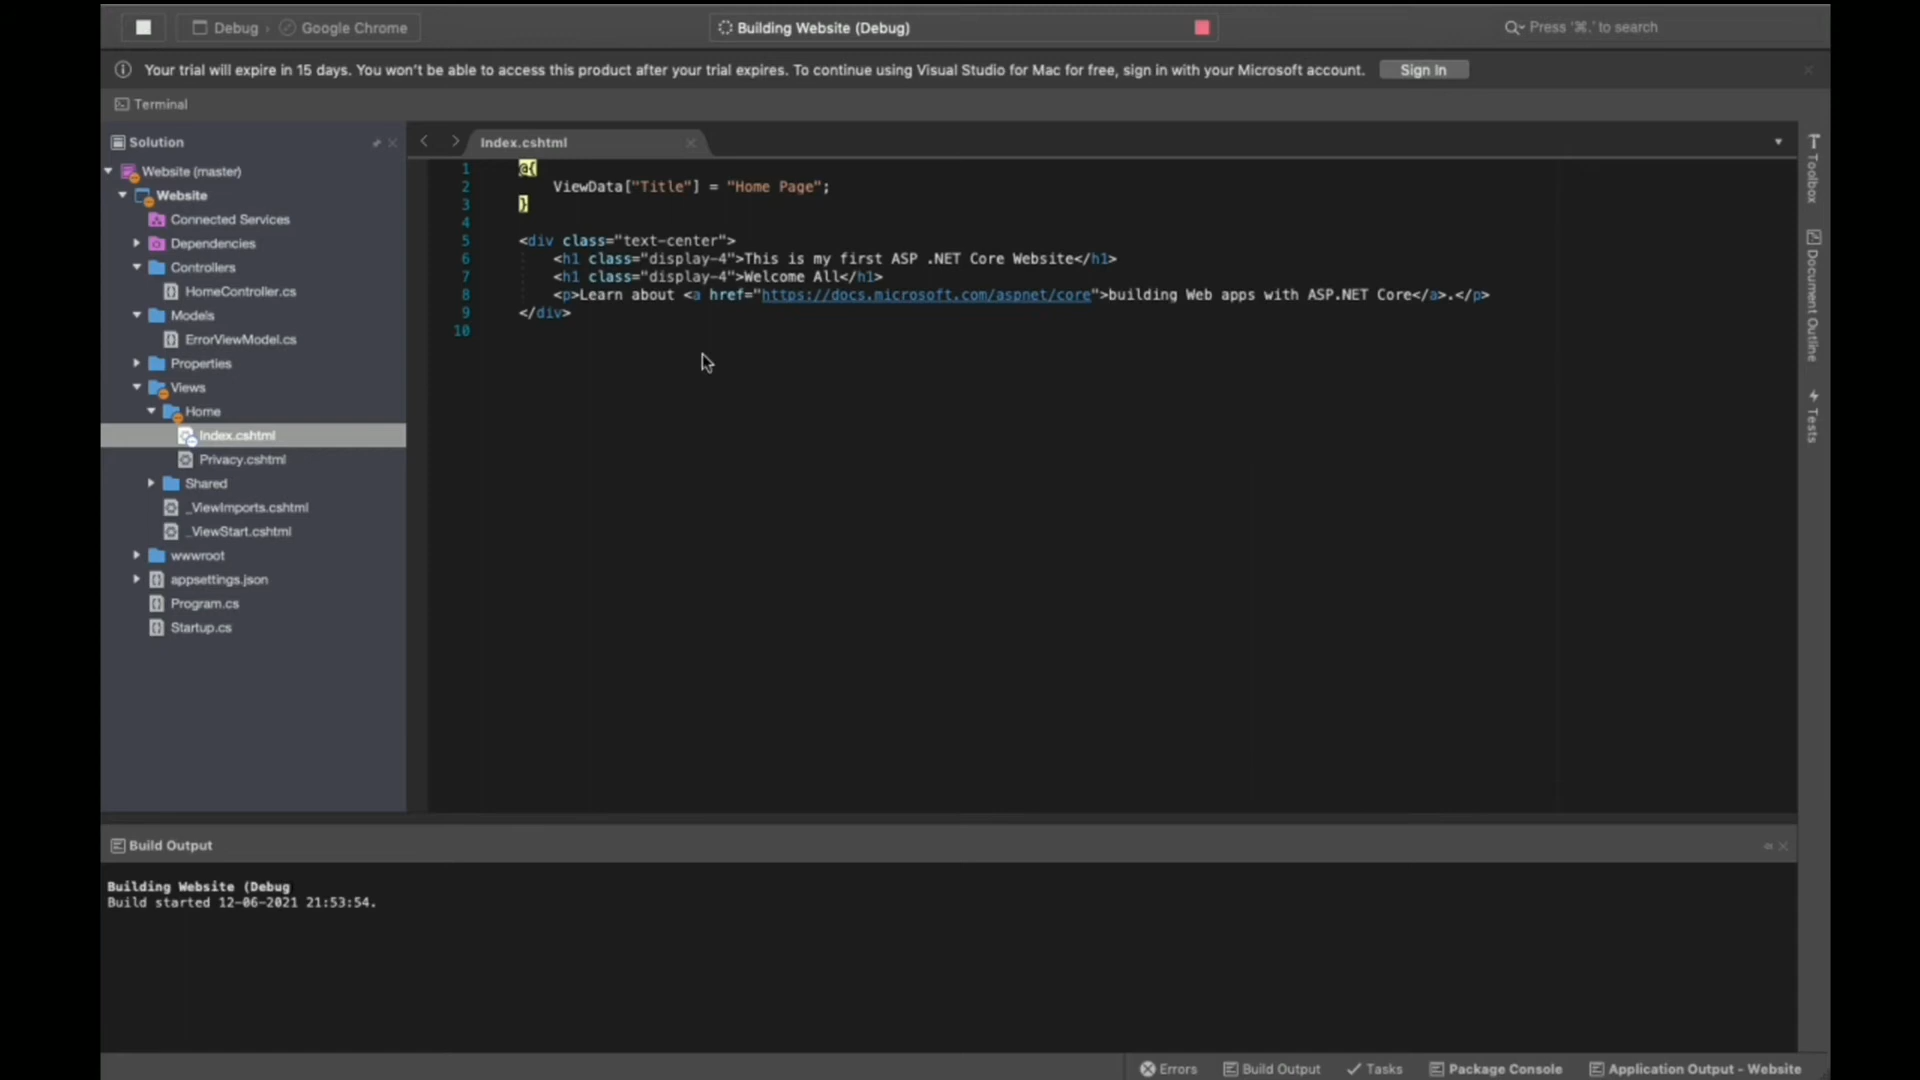 Debug › Google Chrome
Building Website (Debug)
Press '⌘.' to search
Your trial will expire in 15 days. You won't be able to access this product after your trial expires. To continue using Visual Studio for Mac for free, sign in with your Microsoft account.
Sign In
Terminal
Solution
Website (master)
Website
Connected Services
Dependencies
Controllers
HomeController.cs
Models
ErrorViewModel.cs
Properties
Views
Home
Index.cshtml
Privacy.cshtml
Shared
_ViewImports.cshtml
_ViewStart.cshtml
wwwroot
appsettings.json
Program.cs
Startup.cs
Index.cshtml
1 @{
2 ViewData["Title"] = "Home Page";
3 }
4
5 <div class="text-center">
6 <h1 class="display-4">This is my first ASP .NET Core Website</h1>
7 <h1 class="display-4">Welcome All</h1>
8 <p>Learn about <a href="https://docs.microsoft.com/aspnet/core">building Web apps with ASP.NET Core</a>.</p>
9 </div>
10
Toolbox
Document Outline
Tests
Build Output
Building Website (Debug
Build started 12-06-2021 21:53:54.
Errors
Build Output
Tasks
Package Console
Application Output - Website